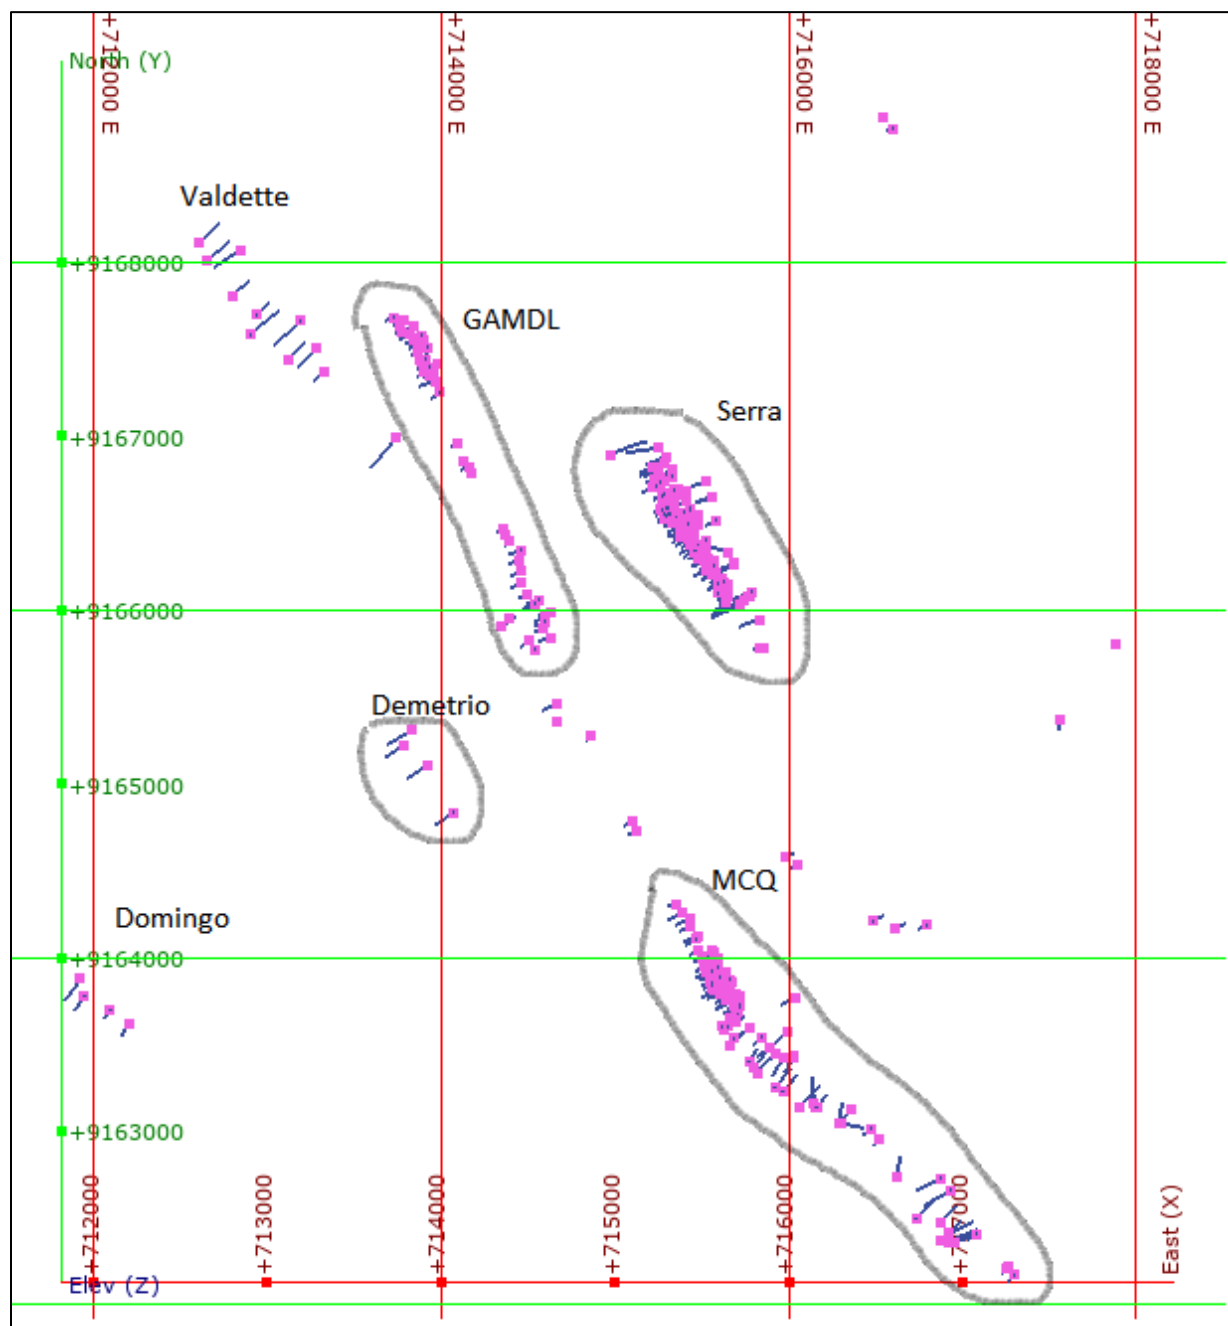 +712000 E
+714000 E
+716000 E
+718000 E
North (Y)
Valdette
+9168000
GAMDL
Serra
+9167000
+9166000
Demetrio
+9165000
MCQ
Domingo
+9164000
+9163000
+712000
+713000
+714000
+715000
+716000
+717000
East (X)
Elev (Z)